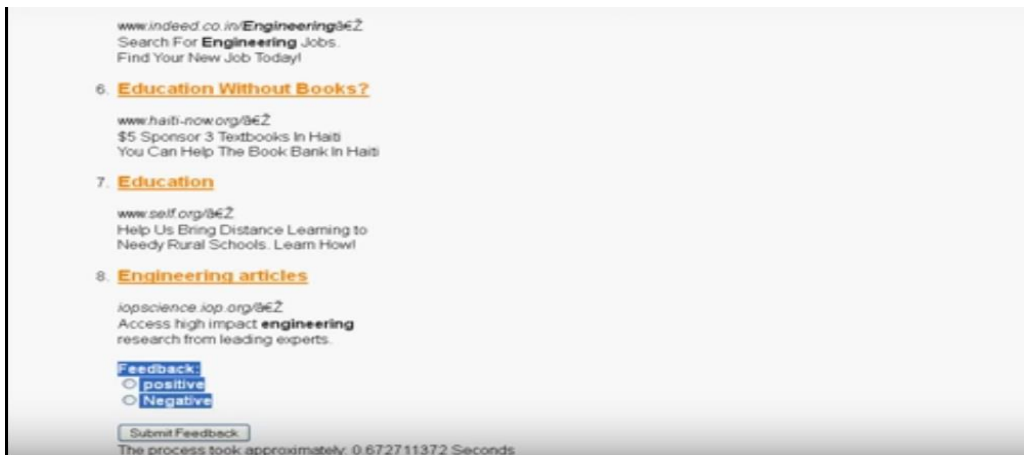 www.indeed.co.in/Engineeringâ€Ž
Search For Engineering Jobs.
Find Your New Job Today!
6. Education Without Books?
www.haiti-now.org/â€Ž
$5 Sponsor 3 Textbooks In Haiti
You Can Help The Book Bank In Haiti
7. Education
www.self.org/â€Ž
Help Us Bring Distance Learning to
Needy Rural Schools. Learn How!
8. Engineering articles
iopscience.iop.org/â€Ž
Access high impact engineering
research from leading experts.
Feedback:
positive
Negative
Submit Feedback
The process took approximately: 0.672711372 Seconds